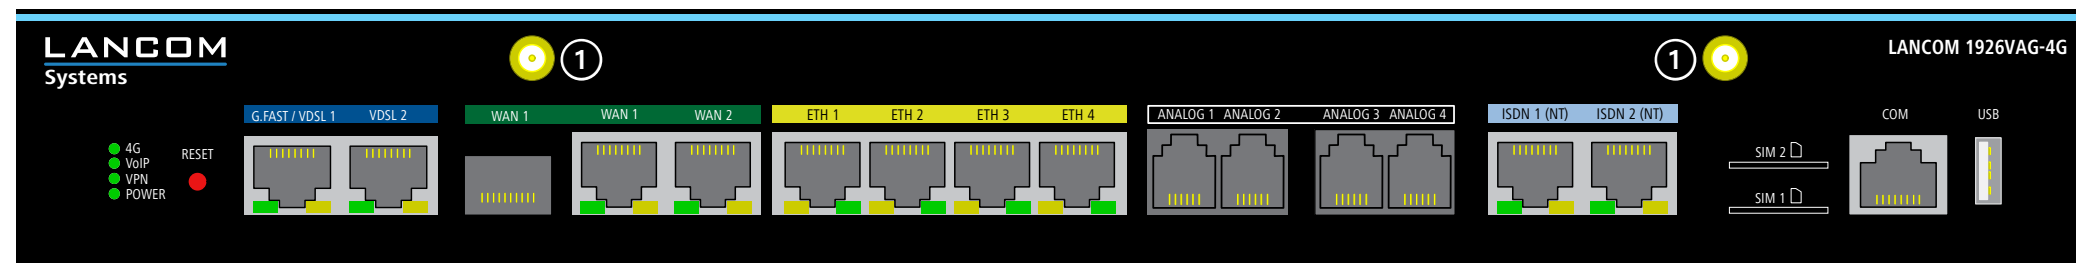 LANCOM
Systems
1
1
LANCOM 1926VAG-4G
G.FAST / VDSL 1 VDSL 2 WAN 1 WAN 1 WAN 2 ETH 1 ETH 2 ETH 3 ETH 4 ANALOG 1 ANALOG 2 ANALOG 3 ANALOG 4 ISDN 1 (NT) ISDN 2 (NT) COM USB
4G
VoIP
VPN
POWER
RESET
SIM 2
SIM 1